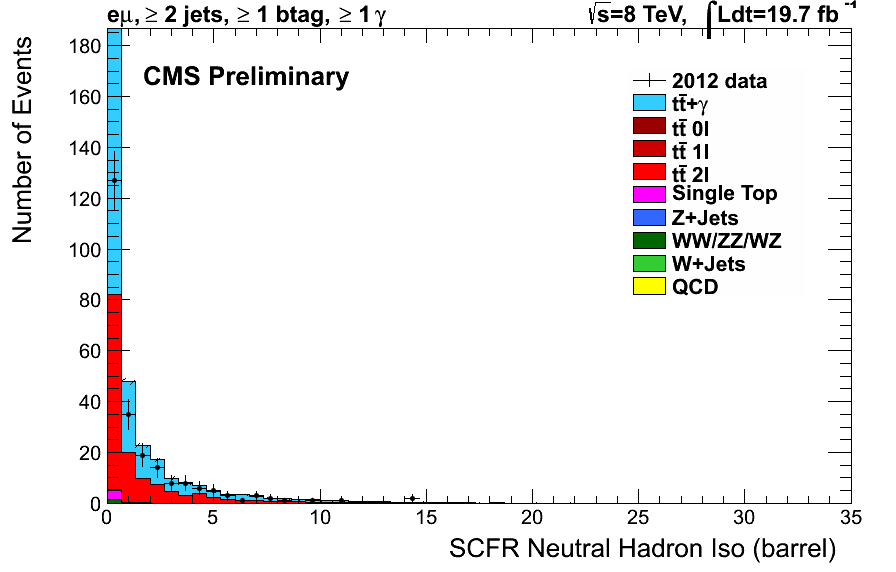 eμ, ≥ 2 jets, ≥ 1 btag, ≥ 1 γ
√s=8 TeV, ∫Ldt=19.7 fb⁻¹
CMS Preliminary
2012 data
tt̄+γ
tt̄ 0l
tt̄ 1l
tt̄ 2l
Single Top
Z+Jets
WW/ZZ/WZ
W+Jets
QCD
Number of Events
180
160
140
120
100
80
60
40
20
0
0 5 10 15 20 25 30 35
SCFR Neutral Hadron Iso (barrel)